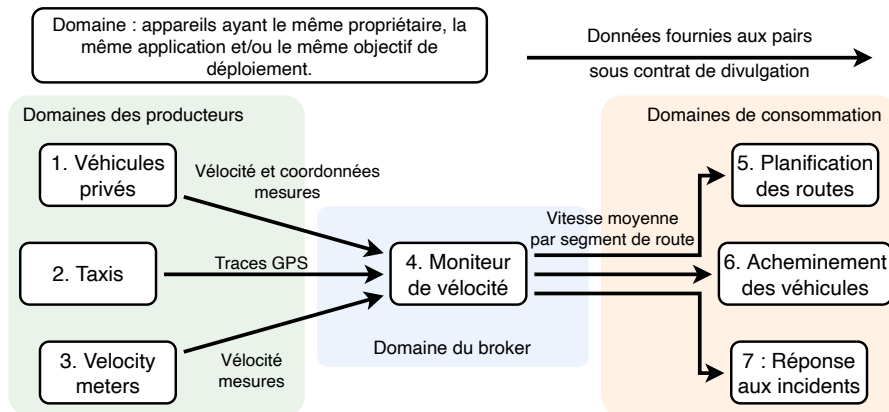 Domaine : appareils ayant le même propriétaire, la
même application et/ou le même objectif de
déploiement.
Données fournies aux pairs
sous contrat de divulgation
Domaines des producteurs
Domaines de consommation
1. Véhicules
privés
Vélocité et coordonnées
mesures
2. Taxis
Traces GPS
3. Velocity
meters
Vélocité
mesures
4. Moniteur
de vélocité
Domaine du broker
Vitesse moyenne
par segment de route
5. Planification
des routes
6. Acheminement
des véhicules
7 : Réponse
aux incidents